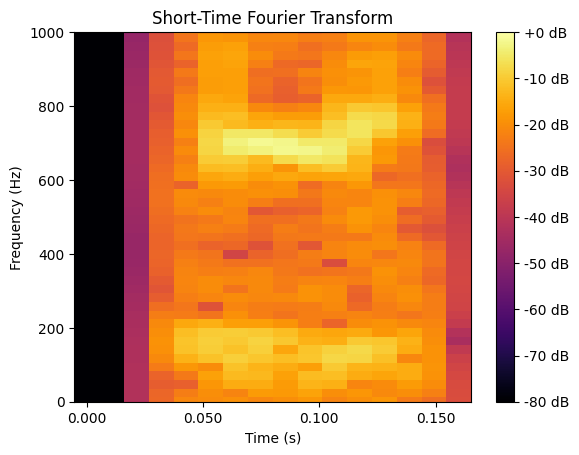 Short-Time Fourier Transform
1000
800
600
400
200
0
Frequency (Hz)
0.000
0.050
0.100
0.150
Time (s)
+0 dB
-10 dB
-20 dB
-30 dB
-40 dB
-50 dB
-60 dB
-70 dB
-80 dB